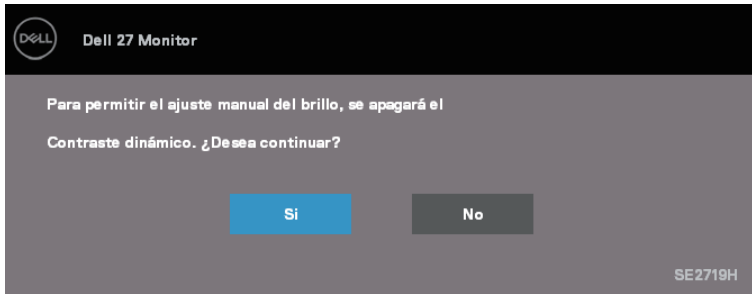 DELL
Dell 27 Monitor
Para permitir el ajuste manual del brillo, se apagará el
Contraste dinámico. ¿Desea continuar?
Si No
SE2719H